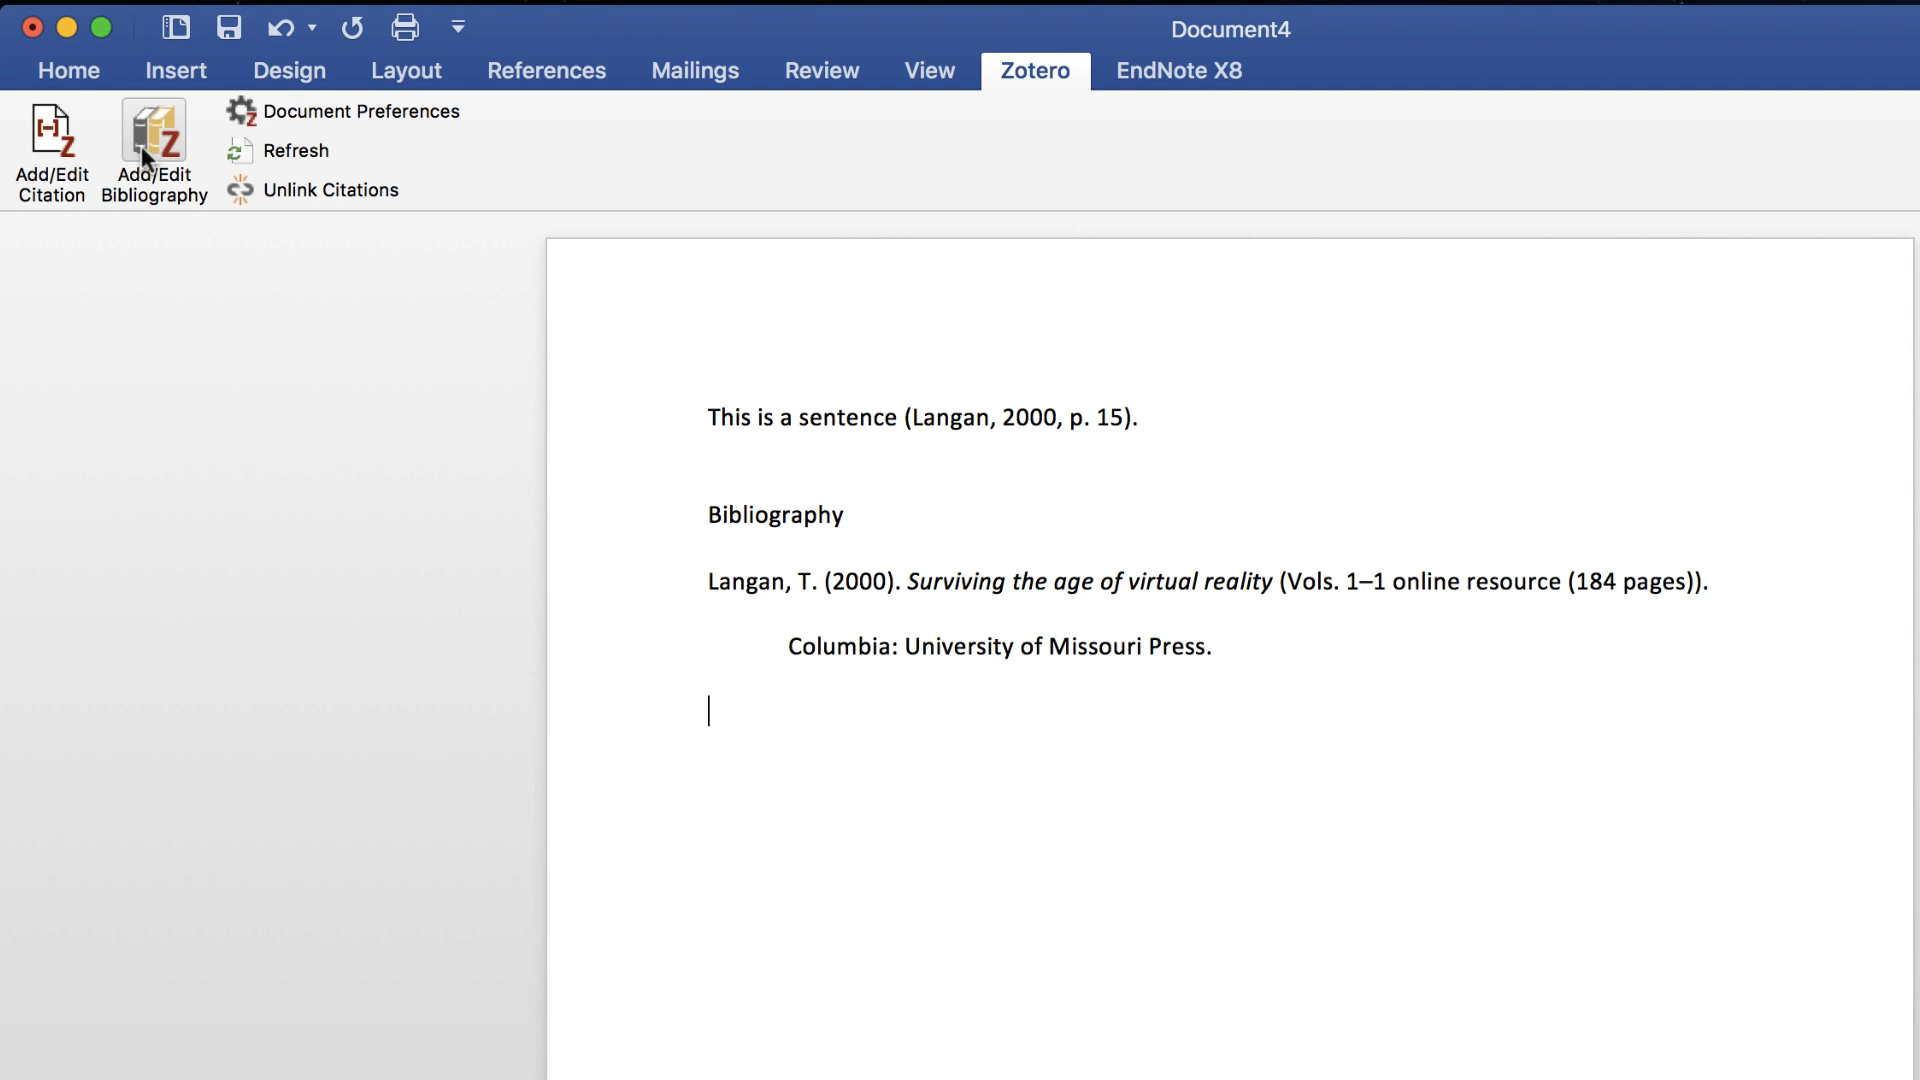 Document4
Home Insert Design Layout References Mailings Review View Zotero EndNote X8
Add/Edit
Citation
Add/Edit
Bibliography
Document Preferences
Refresh
Unlink Citations
This is a sentence (Langan, 2000, p. 15).
Bibliography
Langan, T. (2000). Surviving the age of virtual reality (Vols. 1–1 online resource (184 pages)).
Columbia: University of Missouri Press.